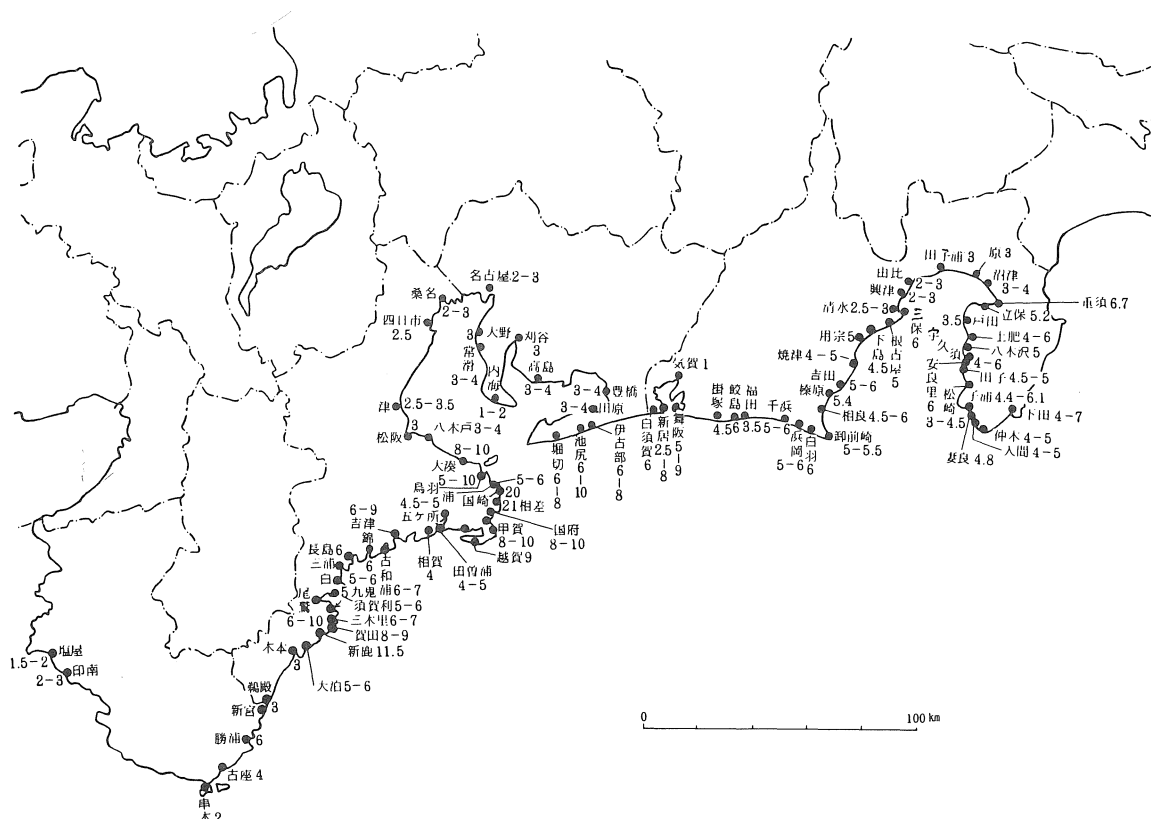 名古屋 2-3
桑名
2-3
四日市
2.5
3
大野
常滑
3-4
内海
1-2
刈谷
3
高島
3-4
3-4
豊橋
3-4
田原
気賀 1
津
2.5-3.5
3
松阪
八木戸 3-4
8-10
大湊
5-10
鳥羽
浦
5-6
国崎
20
21 相差
国府
8-10
甲賀
8-10
越賀 9
4.5-5
五ケ所
田曽浦
4-5
相賀
4
6-9
吉津
錦
6
古和浦 6-7
長島 6
三浦
5-6
白
5
九鬼
尾鷲
6-10
須賀利 5-6
三木里 6-7
賀田 8-9
新鹿 11.5
木本
3
大泊 5-6
鵜殿
3
新宮
勝浦
6
古座 4
串本 2
塩屋
1.5-2
印南
2-3
堀切 6-8
池尻 6-10
伊古部 6-8
白須賀 6
新居 2.5-8
舞阪 5-9
掛塚
4.5
鮫島
6
福田
3.5
千浜
5-6
浜岡
5-6
白羽
6
御前崎
5-5.5
相良 4.5-6
榛原
5.4
吉田
5-6
焼津 4-5
用宗 5
下島
4.5
根古屋
5
三保 6
清水 2.5-3
興津
2-3
由比
2-3
田子浦 3
原 3
沼津
3-4
重須 6.7
立保 5.2
3.5
戸田
土肥 4-6
八木沢 5
宇久須
4-6
安良里 6
田子 4.5-5
松崎
3-4.5
子浦 4.4-6.1
下田 4-7
仲木 4-5
入間 4-5
妻良 4.8
0
100 km